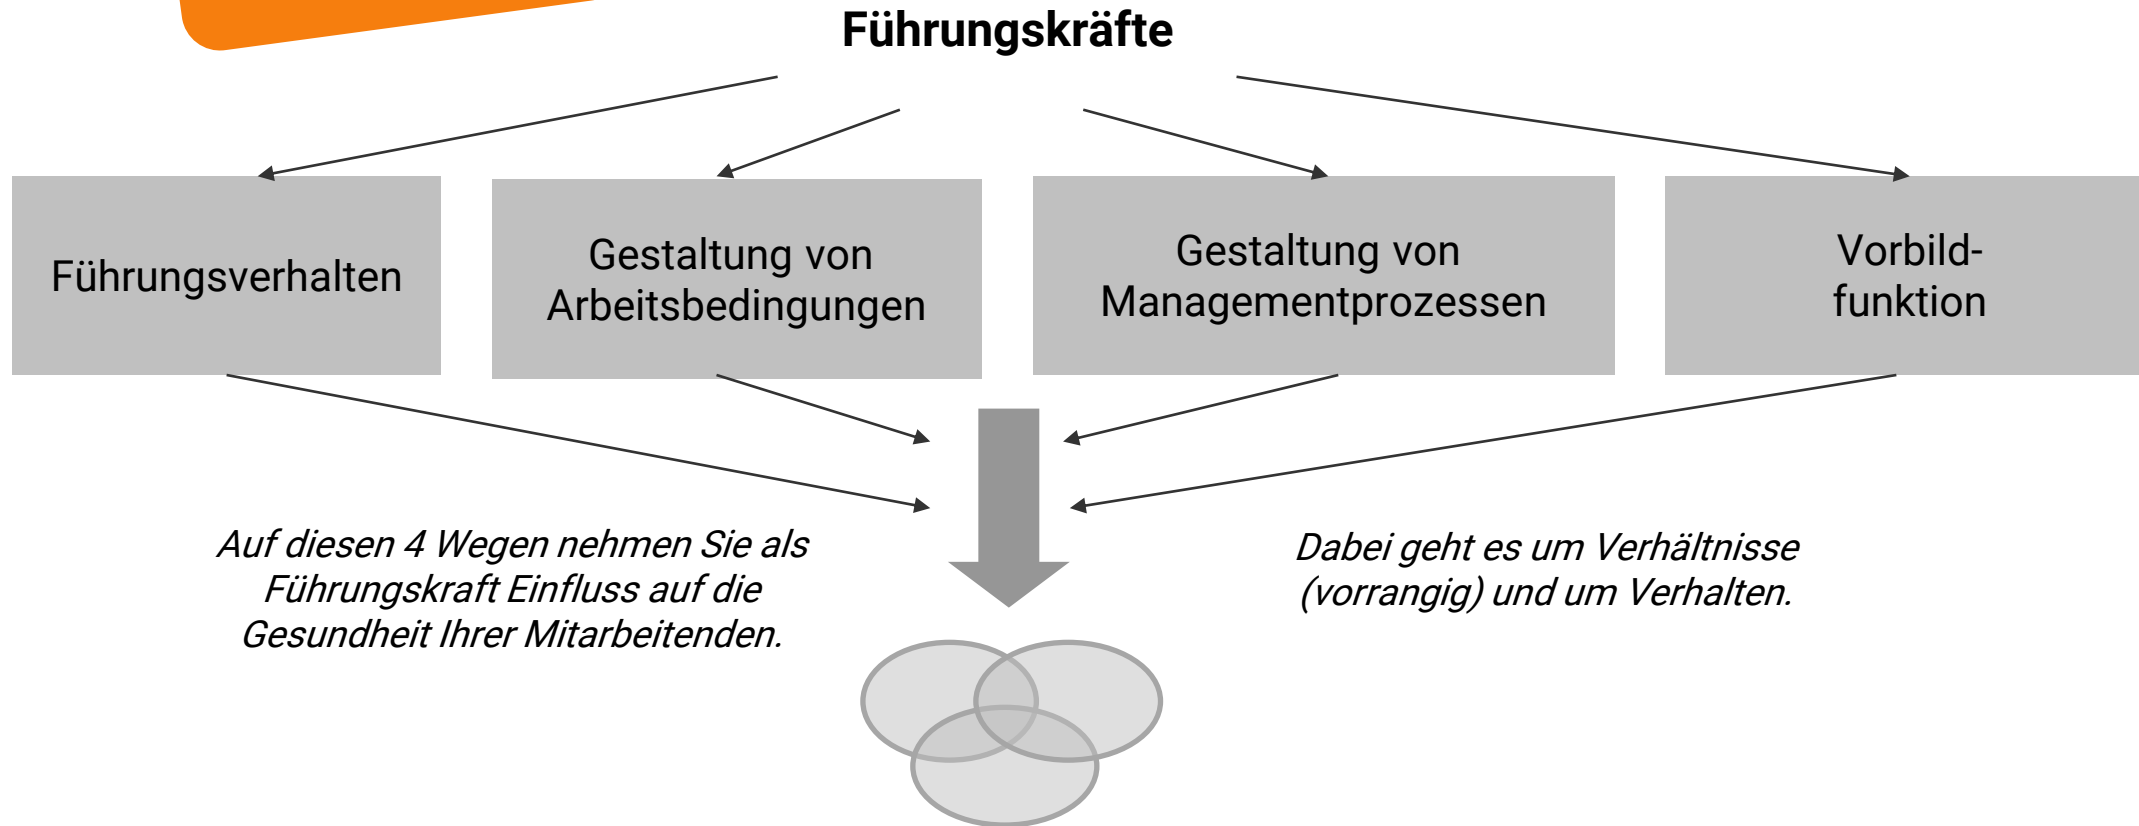 Führungskräfte
Führungsverhalten
Gestaltung von
Arbeitsbedingungen
Gestaltung von
Managementprozessen
Vorbild-
funktion
Auf diesen 4 Wegen nehmen Sie als
Führungskraft Einfluss auf die
Gesundheit Ihrer Mitarbeitenden.
Dabei geht es um Verhältnisse
(vorrangig) und um Verhalten.